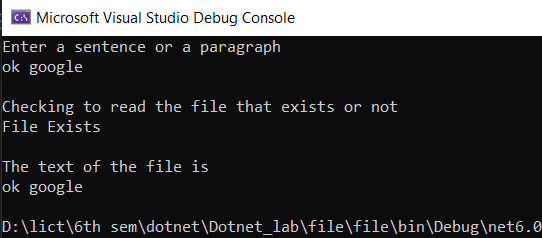 Microsoft Visual Studio Debug Console
Enter a sentence or a paragraph
ok google
Checking to read the file that exists or not
File Exists
The text of the file is
ok google
D:\lict\6th sem\dotnet\Dotnet_lab\file\file\bin\Debug\net6.0